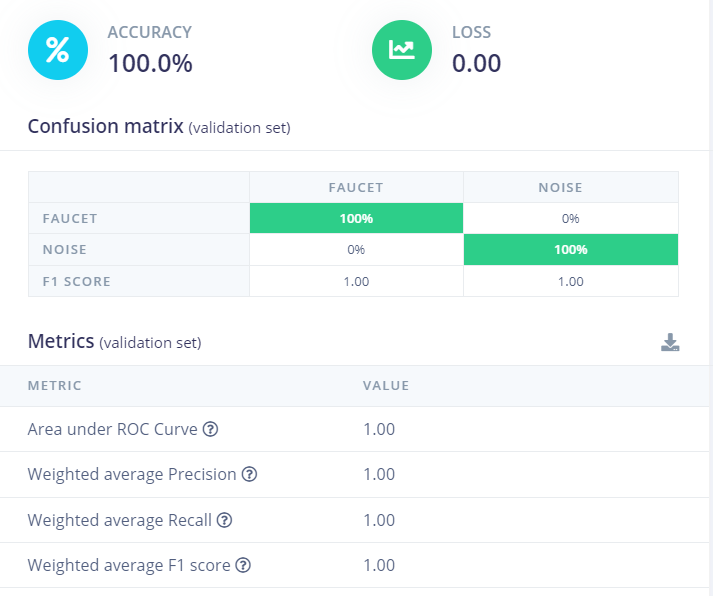 % ACCURACY LOSS
100.0% 0.00
Confusion matrix (validation set)
FAUCET NOISE
FAUCET 100% 0%
NOISE 0% 100%
F1 SCORE 1.00 1.00
Metrics (validation set)
METRIC VALUE
Area under ROC Curve ? 1.00
Weighted average Precision ? 1.00
Weighted average Recall ? 1.00
Weighted average F1 score ? 1.00